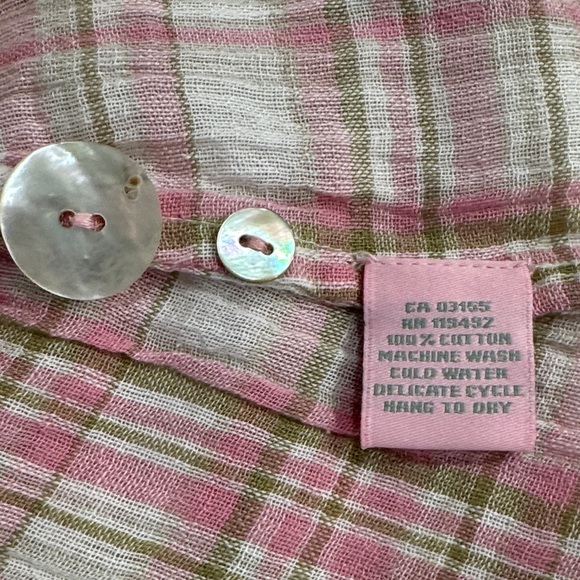 CA 03155
RN 119492
100% COTTON
MACHINE WASH
COLD WATER
DELICATE CYCLE
HANG TO DRY